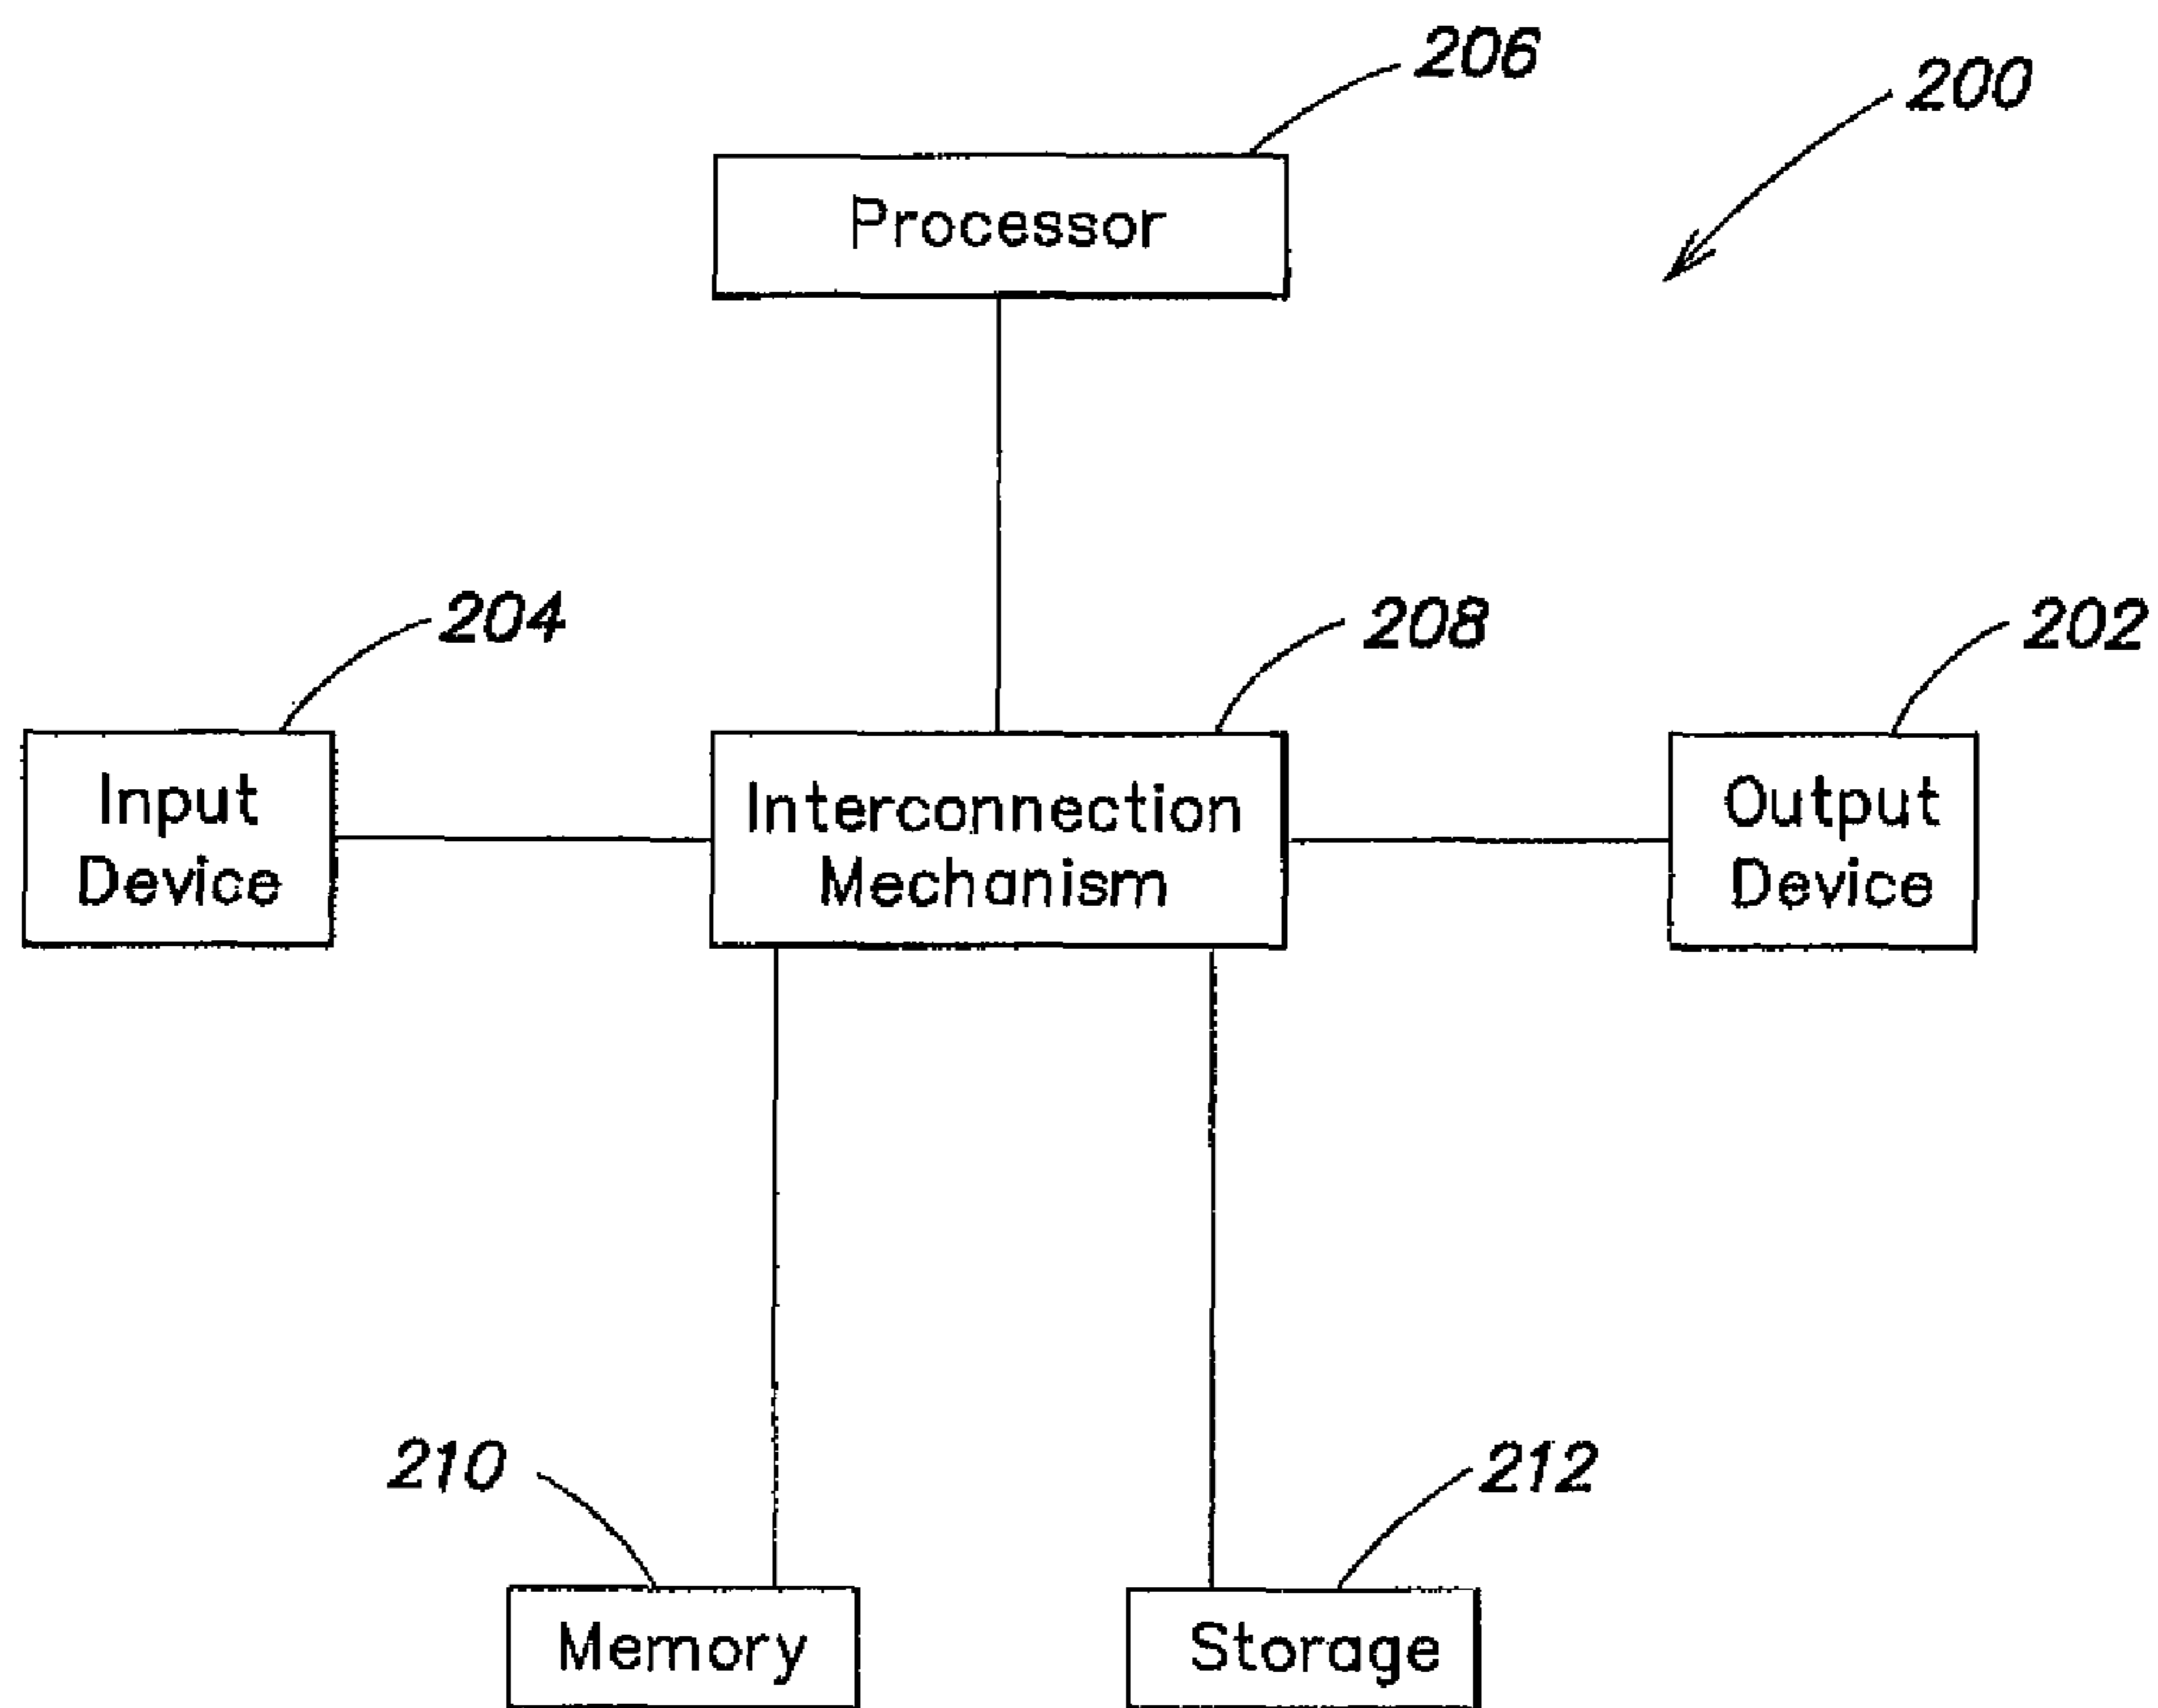 206
200
Processor
204
208
202
Input
Device
Interconnection
Mechanism
Output
Device
210
212
Memory
Storage